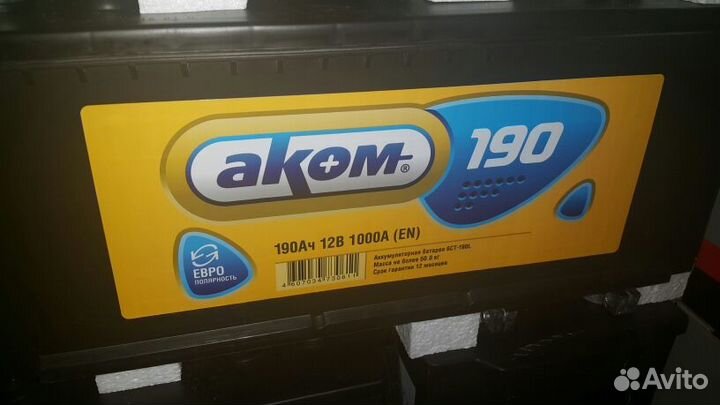 аком®
190
190Ач 12В 1000А (EN)
Аккумуляторная батарея 6СТ-190L
Масса не более 50.0 кг
Срок гарантии 12 месяцев
ЕВРО
ПОЛЯРНОСТЬ
Avito